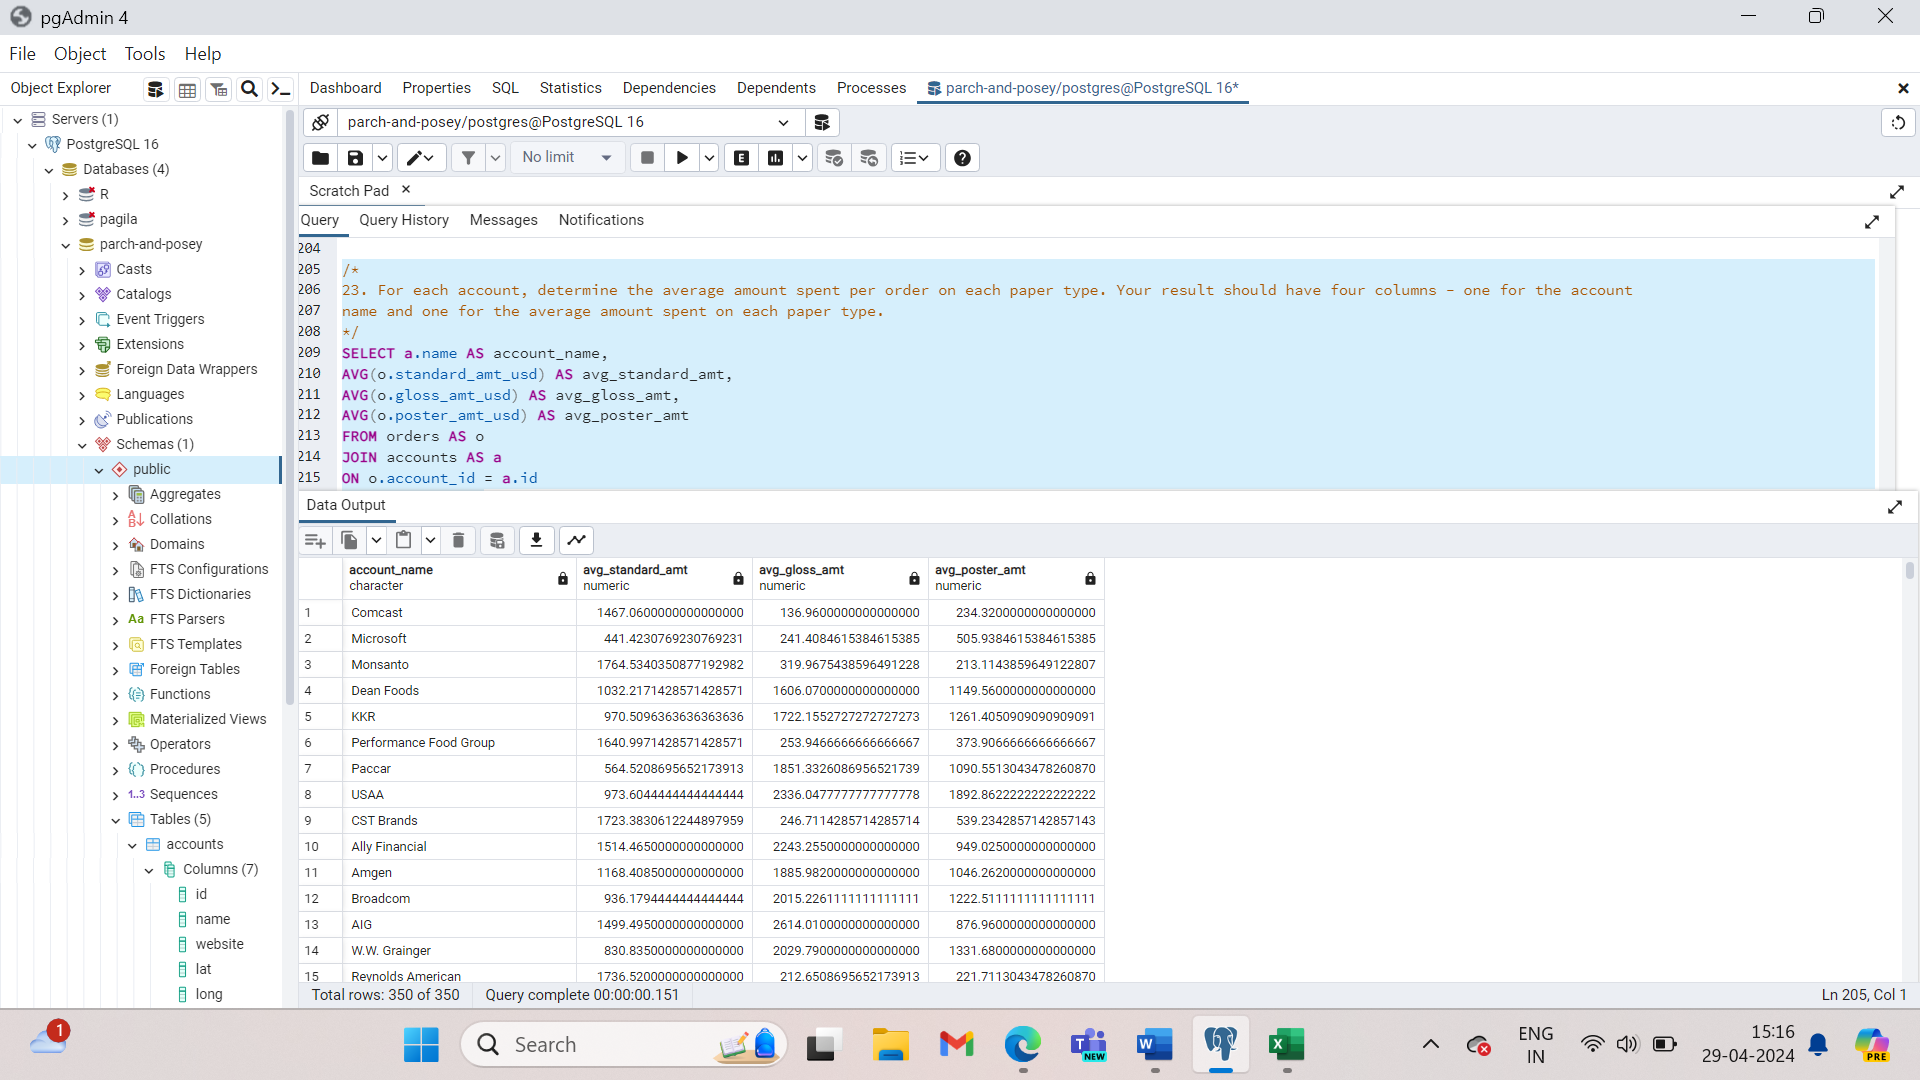 pgAdmin 4
File Object Tools Help
Object Explorer
Dashboard Properties SQL Statistics Dependencies Dependents Processes parch-and-posey/postgres@PostgreSQL 16*
Servers (1)
PostgreSQL 16
Databases (4)
R
pagila
parch-and-posey
Casts
Catalogs
Event Triggers
Extensions
Foreign Data Wrappers
Languages
Publications
Schemas (1)
public
Aggregates
Collations
Domains
FTS Configurations
FTS Dictionaries
Aa FTS Parsers
FTS Templates
Foreign Tables
Functions
Materialized Views
Operators
Procedures
1..3 Sequences
Tables (5)
accounts
Columns (7)
id
name
website
lat
long
parch-and-posey/postgres@PostgreSQL 16
No limit
E
Scratch Pad
Query Query History Messages Notifications
204
205 /*
206 23. For each account, determine the average amount spent per order on each paper type. Your result should have four columns - one for the account
207 name and one for the average amount spent on each paper type.
208 */
209 SELECT a.name AS account_name,
210 AVG(o.standard_amt_usd) AS avg_standard_amt,
211 AVG(o.gloss_amt_usd) AS avg_gloss_amt,
212 AVG(o.poster_amt_usd) AS avg_poster_amt
213 FROM orders AS o
214 JOIN accounts AS a
215 ON o.account_id = a.id
Data Output
account_name avg_standard_amt avg_gloss_amt avg_poster_amt
character numeric numeric numeric
1 Comcast 1467.0600000000000000 136.9600000000000000 234.3200000000000000
2 Microsoft 441.4230769230769231 241.4084615384615385 505.9384615384615385
3 Monsanto 1764.5340350877192982 319.9675438596491228 213.1143859649122807
4 Dean Foods 1032.2171428571428571 1606.0700000000000000 1149.5600000000000000
5 KKR 970.5096363636363636 1722.1552727272727273 1261.4050909090909091
6 Performance Food Group 1640.9971428571428571 253.9466666666666667 373.9066666666666667
7 Paccar 564.5208695652173913 1851.3326086956521739 1090.5513043478260870
8 USAA 973.6044444444444444 2336.0477777777777778 1892.8622222222222222
9 CST Brands 1723.3830612244897959 246.7114285714285714 539.2342857142857143
10 Ally Financial 1514.4650000000000000 2243.2550000000000000 949.0250000000000000
11 Amgen 1168.4085000000000000 1885.9820000000000000 1046.2620000000000000
12 Broadcom 936.1794444444444444 2015.2261111111111111 1222.5111111111111111
13 AIG 1499.4950000000000000 2614.0100000000000000 876.9600000000000000
14 W.W. Grainger 830.8350000000000000 2029.7900000000000000 1331.6800000000000000
15 Reynolds American 1736.5200000000000000 212.6508695652173913 221.7113043478260870
Total rows: 350 of 350 Query complete 00:00:00.151 Ln 205, Col 1
1
Search
NEW
ENG
IN
15:16
29-04-2024
PRE